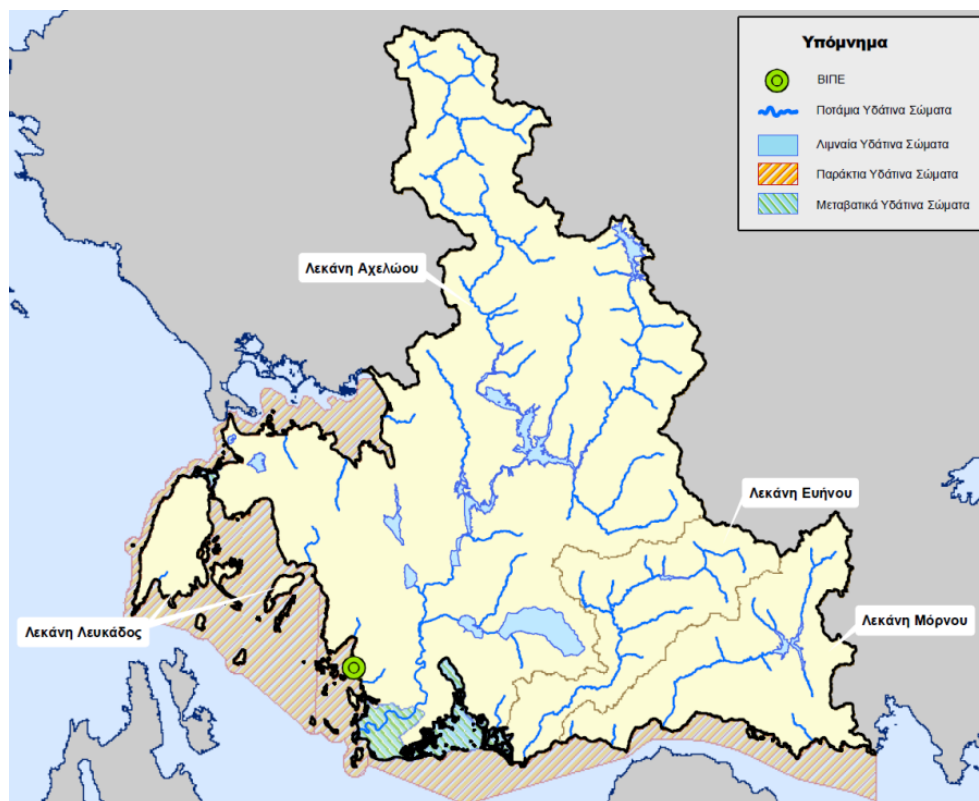 Υπόμνημα
ΒΙΠΕ
Ποτάμια Υδάτινα Σώματα
Λιμναία Υδάτινα Σώματα
Παράκτια Υδάτινα Σώματα
Μεταβατικά Υδάτινα Σώματα
Λεκάνη Αχελώου
Λεκάνη Ευήνου
Λεκάνη Λευκάδος
Λεκάνη Μόρνου